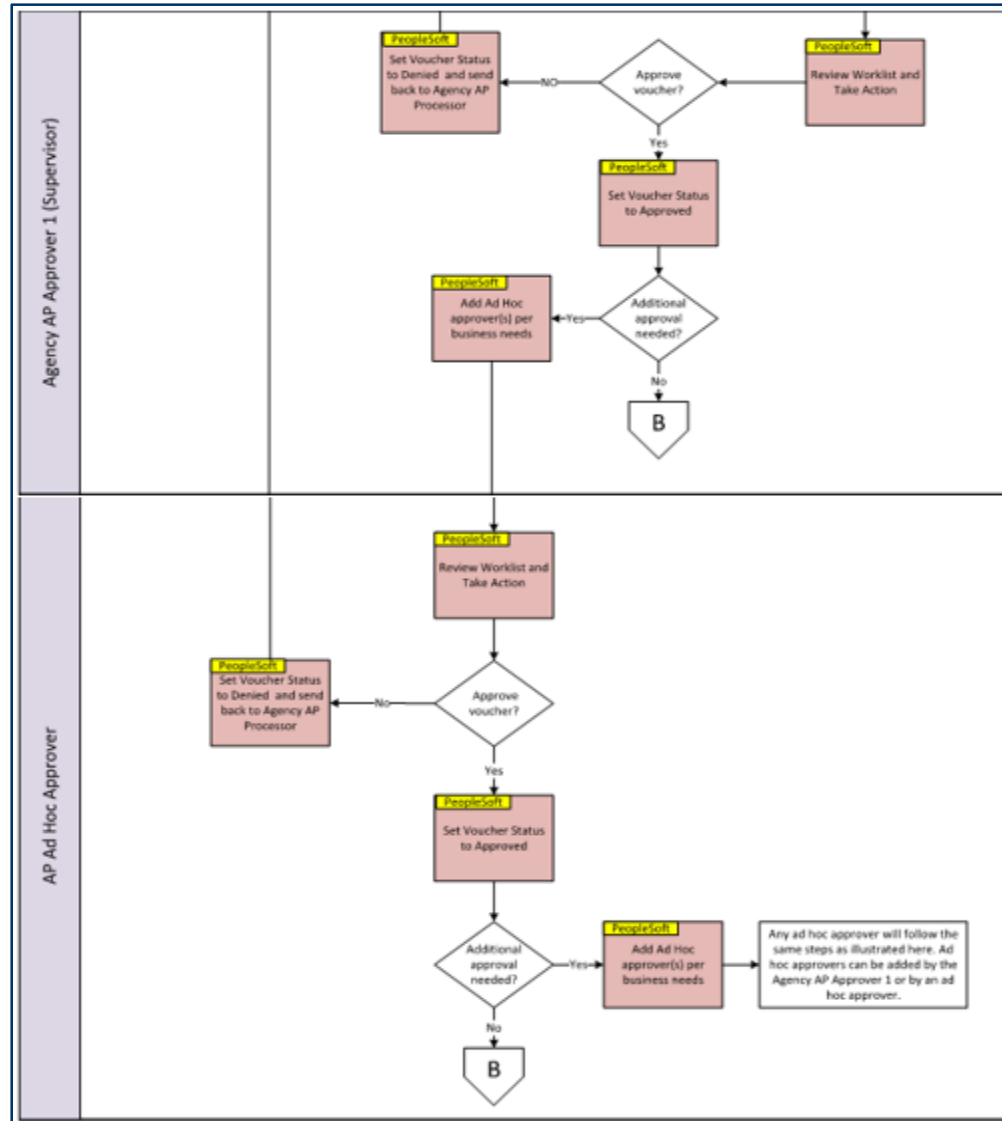 Agency AP Approver 1 (Supervisor)
PeopleSoft
Set Voucher Status
to Denied and send
back to Agency AP
Processor
NO
Approve
voucher?
PeopleSoft
Review Worklist and
Take Action
Yes
PeopleSoft
Set Voucher Status
to Approved
PeopleSoft
Add Ad Hoc
approver(s) per
business needs
Yes
Additional
approval
needed?
No
B
AP Ad Hoc Approver
PeopleSoft
Review Worklist and
Take Action
PeopleSoft
Set Voucher Status
to Denied and send
back to Agency AP
Processor
No
Approve
voucher?
Yes
PeopleSoft
Set Voucher Status
to Approved
Additional
approval
needed?
Yes
PeopleSoft
Add Ad Hoc
approver(s) per
business needs
Any ad hoc approver will follow the
same steps as illustrated here. Ad
hoc approvers can be added by the
Agency AP Approver 1 or by an ad
hoc approver.
No
B